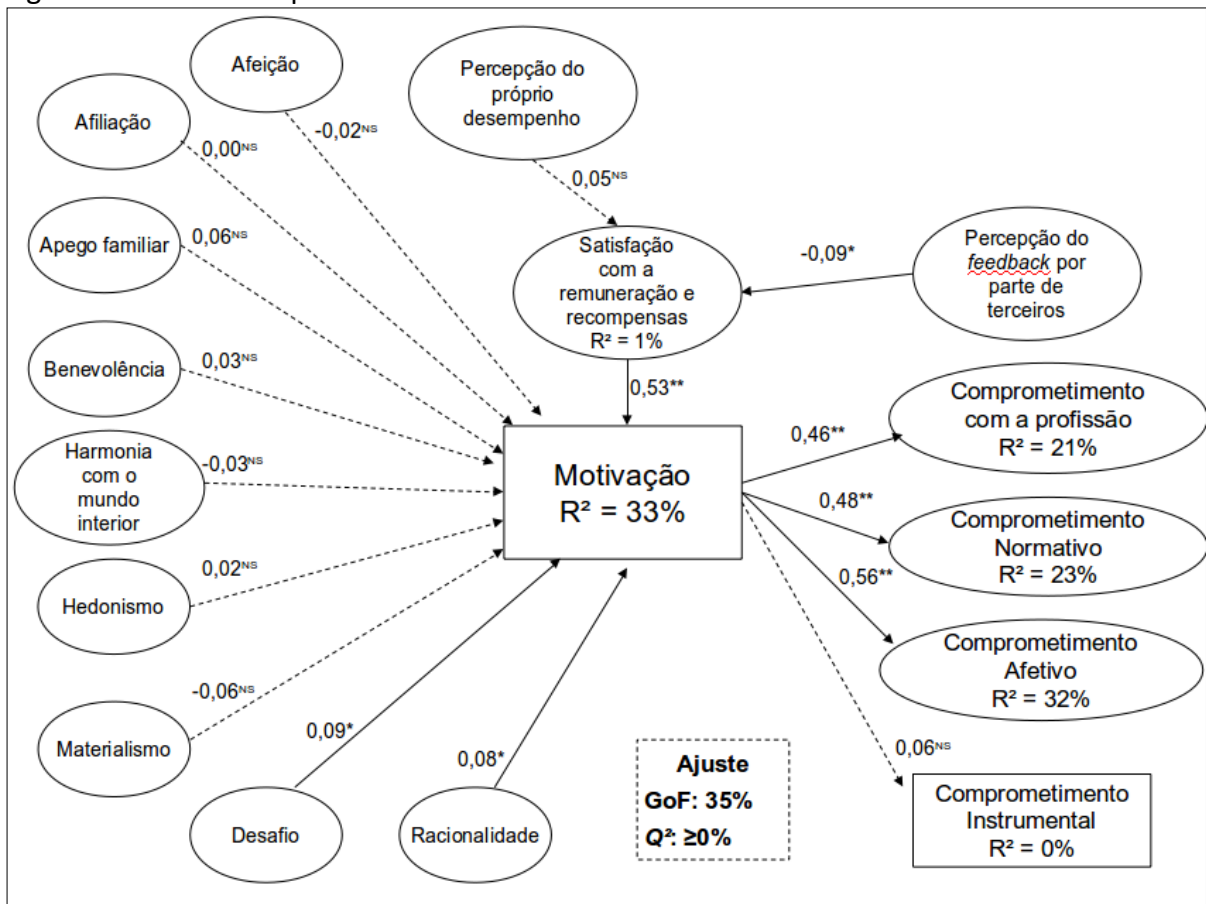 Afeição
Afiliação
Percepção do
próprio
desempenho
-0,02ᴺˢ
0,00ᴺˢ
0,05ᴺˢ
Apego familiar
0,06ᴺˢ
Satisfação
com a
remuneração e
recompensas
R² = 1%
-0,09*
Percepção do
feedback por
parte de
terceiros
Benevolência
0,03ᴺˢ
0,53**
Comprometimento
com a profissão
R² = 21%
0,46**
Harmonia
com o
mundo
interior
-0,03ᴺˢ
Motivação
R² = 33%
0,48**
Comprometimento
Normativo
R² = 23%
Hedonismo
0,02ᴺˢ
0,56**
Comprometimento
Afetivo
R² = 32%
Materialismo
-0,06ᴺˢ
0,09*
0,08*
0,06ᴺˢ
Desafio
Racionalidade
Ajuste
GoF: 35%
Q²: ≥0%
Comprometimento
Instrumental
R² = 0%